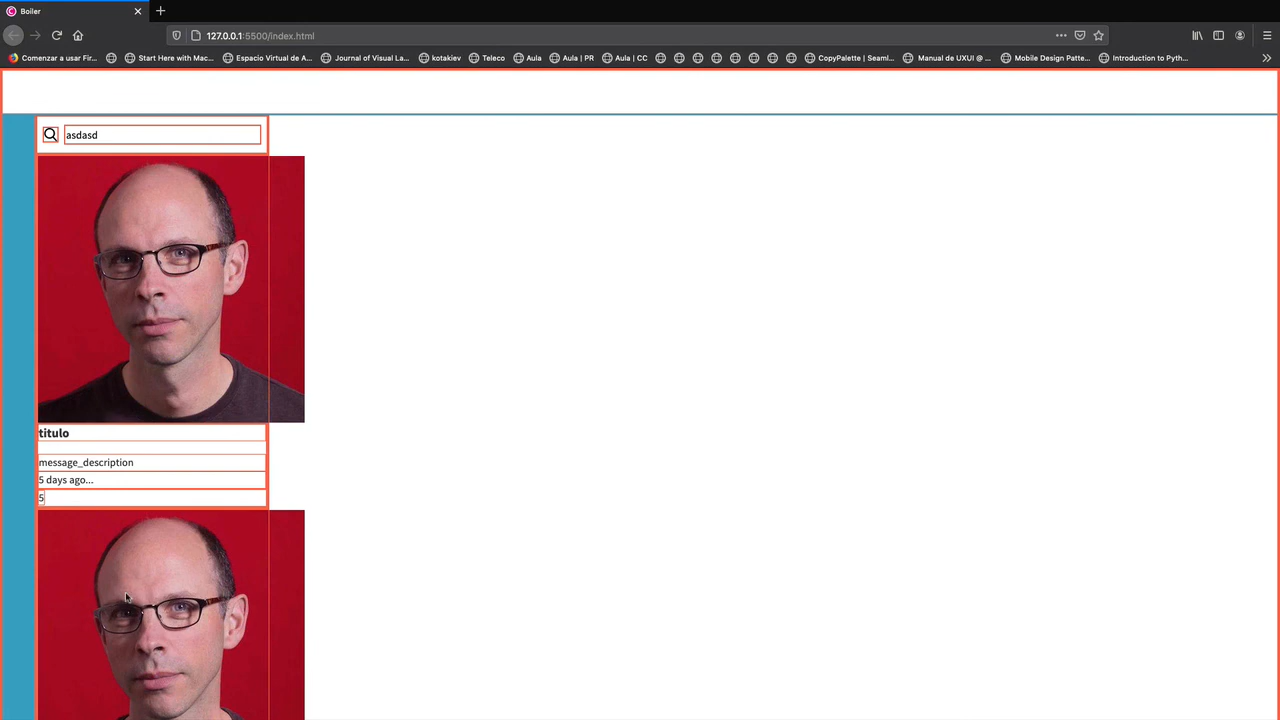 Boiler
127.0.0.1:5500/index.html
Comenzar a usar Fir... Start Here with Mac... Espacio Virtual de A... Journal of Visual La... kotakiev Teleco Aula Aula | PR Aula | CC CopyPalette | Seaml... Manual de UXUI @ ... Mobile Design Patte... Introduction to Pyth...
asdasd
titulo
message_description
5 days ago...
5